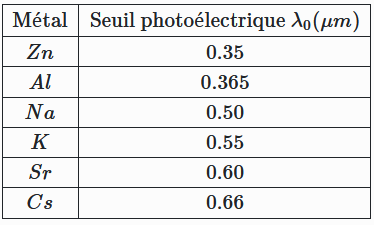 Métal Seuil photoélectrique λ₀(μm)
Zn 0.35
Al 0.365
Na 0.50
K 0.55
Sr 0.60
Cs 0.66